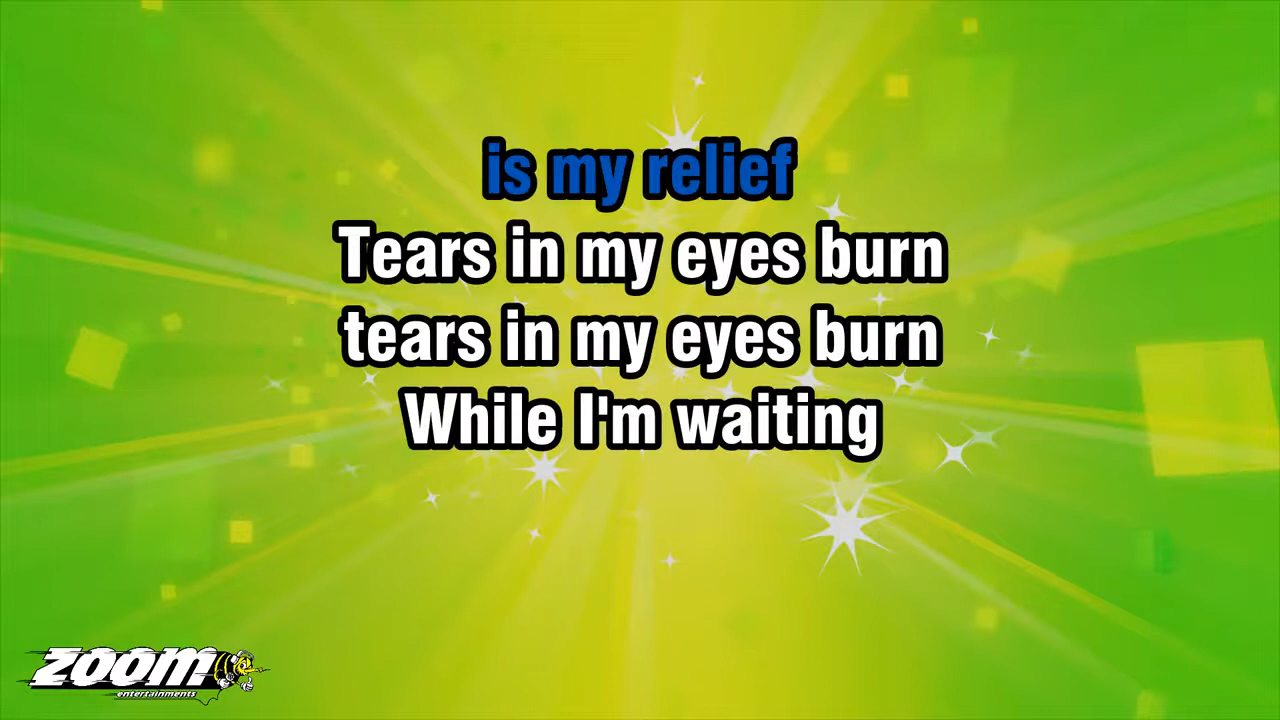 is my relief
Tears in my eyes burn
tears in my eyes burn
While I'm waiting
zoom
entertainments